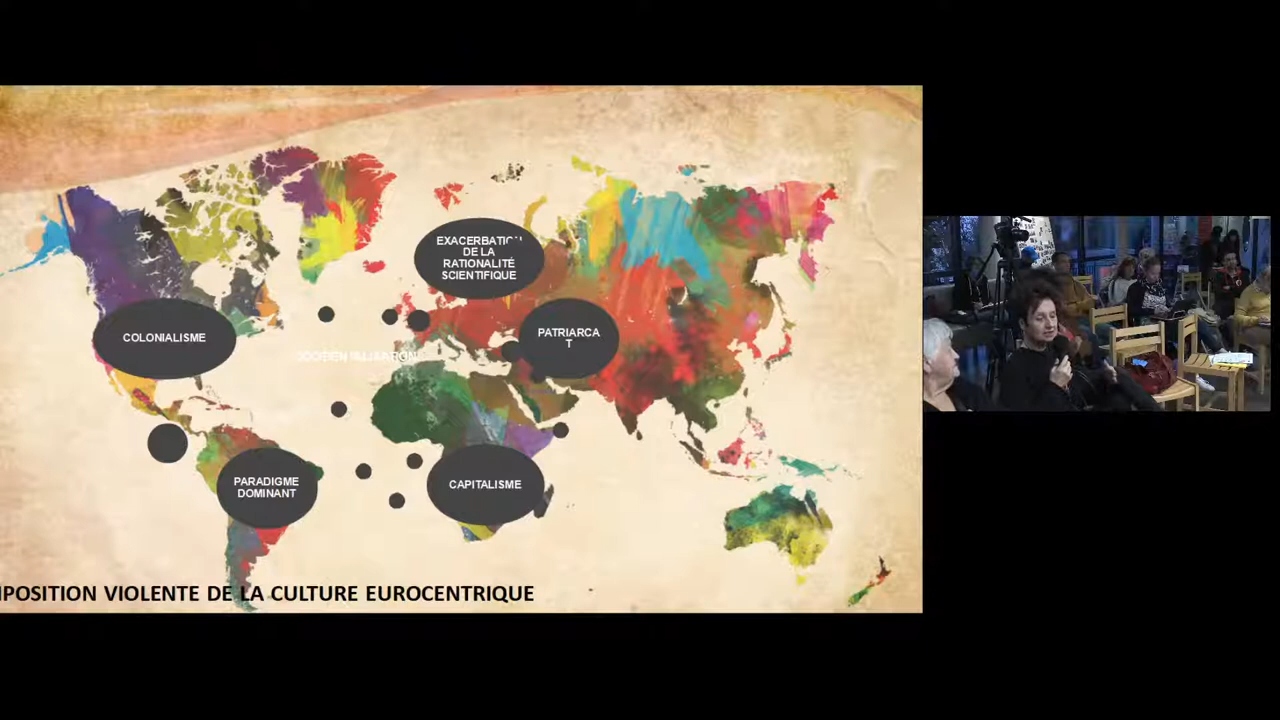 EXACERBATION
DE LA
RATIONALITÉ
SCIENTIFIQUE
COLONIALISME
PATRIARCA
T
PARADIGME
DOMINANT
CAPITALISME
POSITION VIOLENTE DE LA CULTURE EUROCENTRIQUE